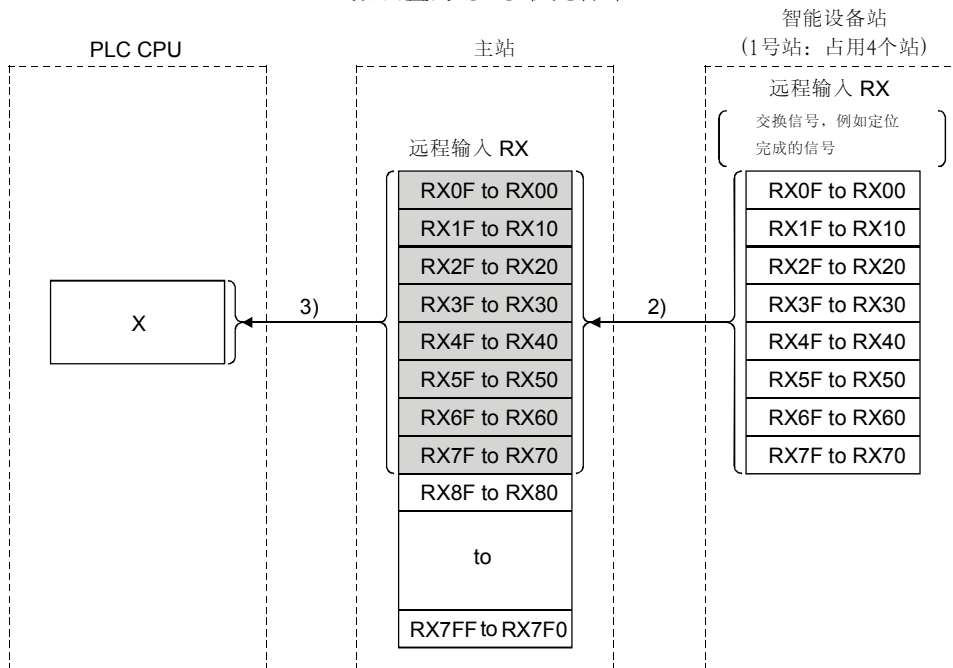 智能设备站
PLC CPU
主站
(1号站：占用4个站)
远程输入 RX
交换信号，例如定位
完成的信号
远程输入 RX
RX0F to RX00
RX1F to RX10
RX2F to RX20
RX3F to RX30
RX4F to RX40
RX5F to RX50
RX6F to RX60
RX7F to RX70
RX8F to RX80
to
RX7FF to RX7F0
X
3)
2)
RX0F to RX00
RX1F to RX10
RX2F to RX20
RX3F to RX30
RX4F to RX40
RX5F to RX50
RX6F to RX60
RX7F to RX70